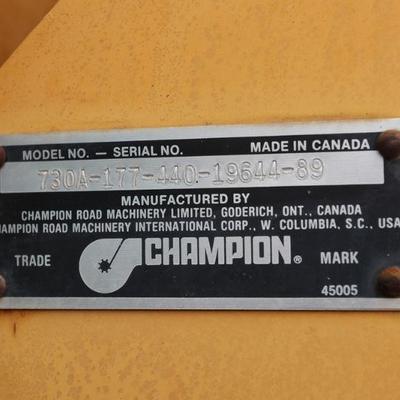 MODEL NO. — SERIAL NO. MADE IN CANADA
730A-177-440-19644-89
MANUFACTURED BY
CHAMPION ROAD MACHINERY LIMITED, GODERICH, ONT., CANADA
HAMPION ROAD MACHINERY INTERNATIONAL CORP., W. COLUMBIA, S.C., USA
TRADE CHAMPION® MARK
45005